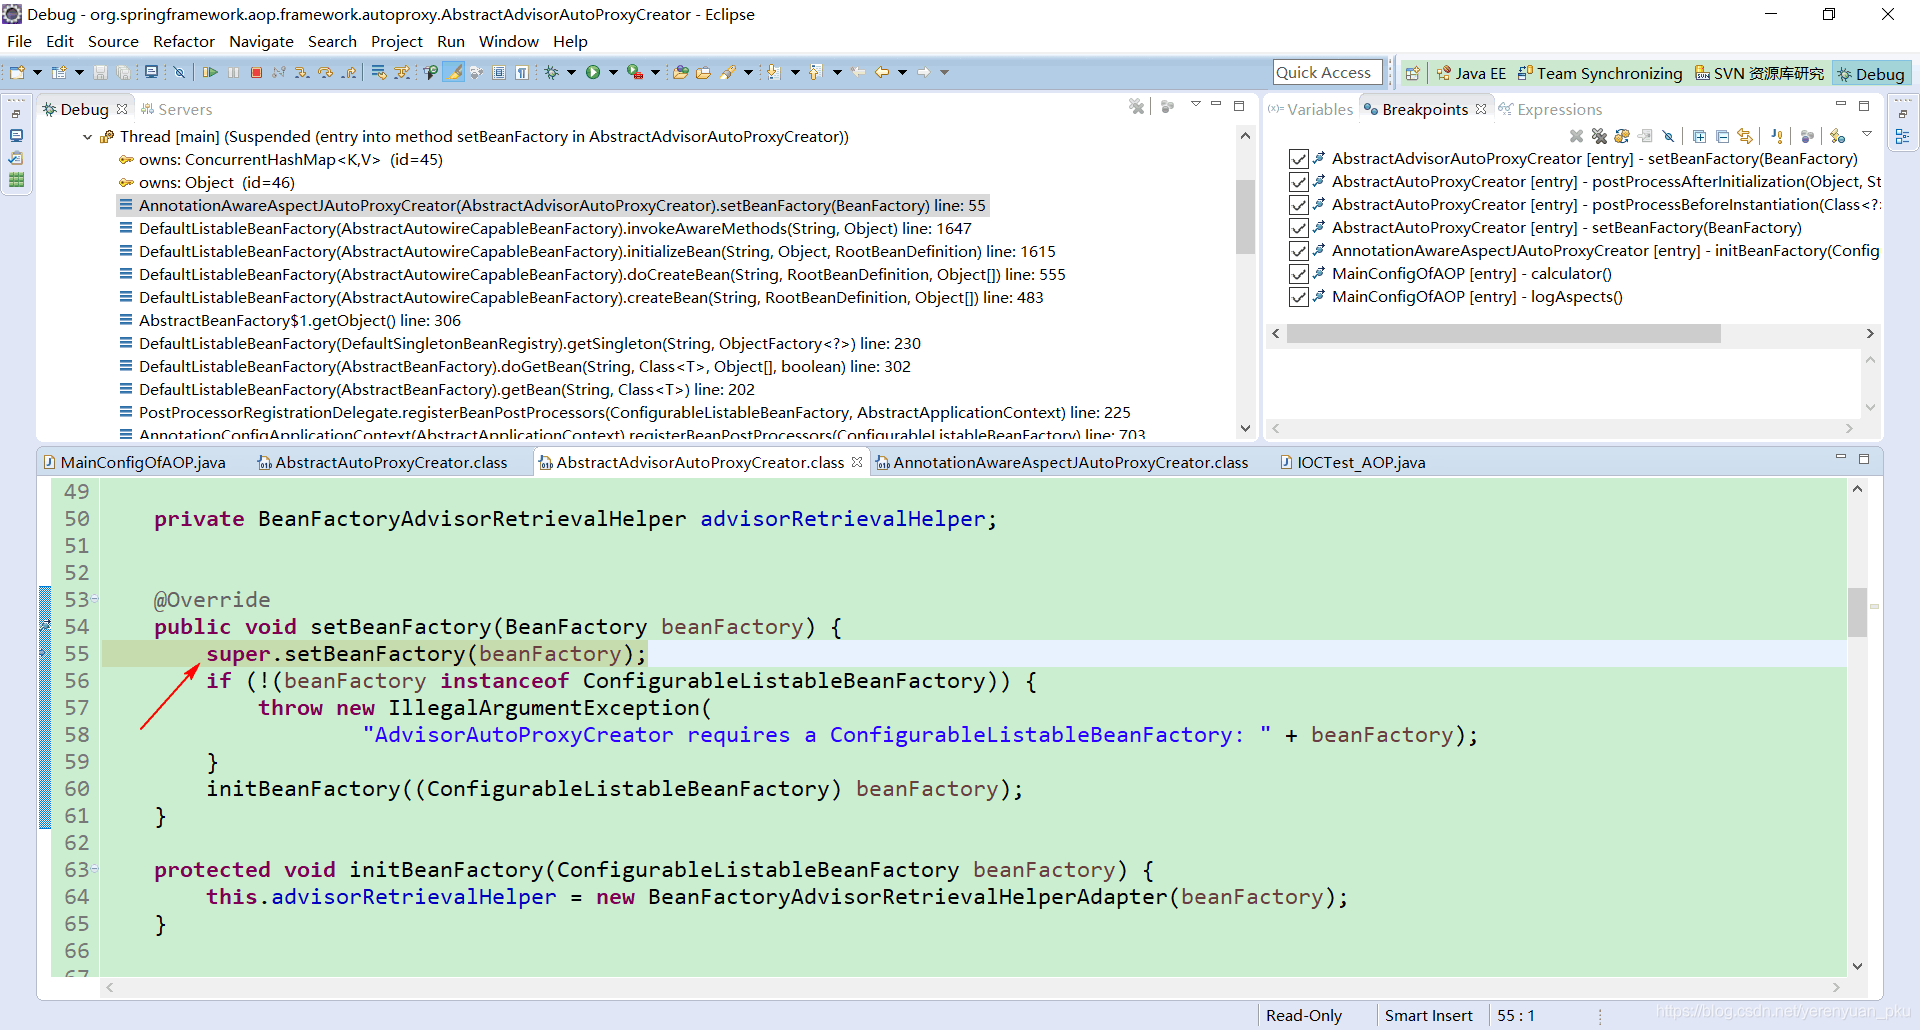 Debug - org.springframework.aop.framework.autoproxy.AbstractAdvisorAutoProxyCreator - Eclipse
File Edit Source Refactor Navigate Search Project Run Window Help
Quick Access
Java EE
Team Synchronizing
SVN 资源库研究
Debug
Debug
Servers
Thread [main] (Suspended (entry into method setBeanFactory in AbstractAdvisorAutoProxyCreator))
owns: ConcurrentHashMap<K,V> (id=45)
owns: Object (id=46)
AnnotationAwareAspectJAutoProxyCreator(AbstractAdvisorAutoProxyCreator).setBeanFactory(BeanFactory) line: 55
DefaultListableBeanFactory(AbstractAutowireCapableBeanFactory).invokeAwareMethods(String, Object) line: 1647
DefaultListableBeanFactory(AbstractAutowireCapableBeanFactory).initializeBean(String, Object, RootBeanDefinition) line: 1615
DefaultListableBeanFactory(AbstractAutowireCapableBeanFactory).doCreateBean(String, RootBeanDefinition, Object[]) line: 555
DefaultListableBeanFactory(AbstractAutowireCapableBeanFactory).createBean(String, RootBeanDefinition, Object[]) line: 483
AbstractBeanFactory$1.getObject() line: 306
DefaultListableBeanFactory(DefaultSingletonBeanRegistry).getSingleton(String, ObjectFactory<?>) line: 230
DefaultListableBeanFactory(AbstractBeanFactory).doGetBean(String, Class<T>, Object[], boolean) line: 302
DefaultListableBeanFactory(AbstractBeanFactory).getBean(String, Class<T>) line: 202
PostProcessorRegistrationDelegate.registerBeanPostProcessors(ConfigurableListableBeanFactory, AbstractApplicationContext) line: 225
AnnotationConfigApplicationContext(AbstractApplicationContext).registerBeanPostProcessors(ConfigurableListableBeanFactory) line: 703
(x)= Variables
Breakpoints
Expressions
AbstractAdvisorAutoProxyCreator [entry] - setBeanFactory(BeanFactory)
AbstractAutoProxyCreator [entry] - postProcessAfterInitialization(Object, St
AbstractAutoProxyCreator [entry] - postProcessBeforeInstantiation(Class<?
AbstractAutoProxyCreator [entry] - setBeanFactory(BeanFactory)
AnnotationAwareAspectJAutoProxyCreator [entry] - initBeanFactory(Config
MainConfigOfAOP [entry] - calculator()
MainConfigOfAOP [entry] - logAspects()
MainConfigOfAOP.java
AbstractAutoProxyCreator.class
AbstractAdvisorAutoProxyCreator.class
AnnotationAwareAspectJAutoProxyCreator.class
IOCTest_AOP.java
49
50 private BeanFactoryAdvisorRetrievalHelper advisorRetrievalHelper;
51
52
53 @Override
54 public void setBeanFactory(BeanFactory beanFactory) {
55 super.setBeanFactory(beanFactory);
56 if (!(beanFactory instanceof ConfigurableListableBeanFactory)) {
57 throw new IllegalArgumentException(
58 "AdvisorAutoProxyCreator requires a ConfigurableListableBeanFactory: " + beanFactory);
59 }
60 initBeanFactory((ConfigurableListableBeanFactory) beanFactory);
61 }
62
63 protected void initBeanFactory(ConfigurableListableBeanFactory beanFactory) {
64 this.advisorRetrievalHelper = new BeanFactoryAdvisorRetrievalHelperAdapter(beanFactory);
65 }
66
67
Read-Only
Smart Insert
55 : 1
https://blog.csdn.net/yerenyuan_pku